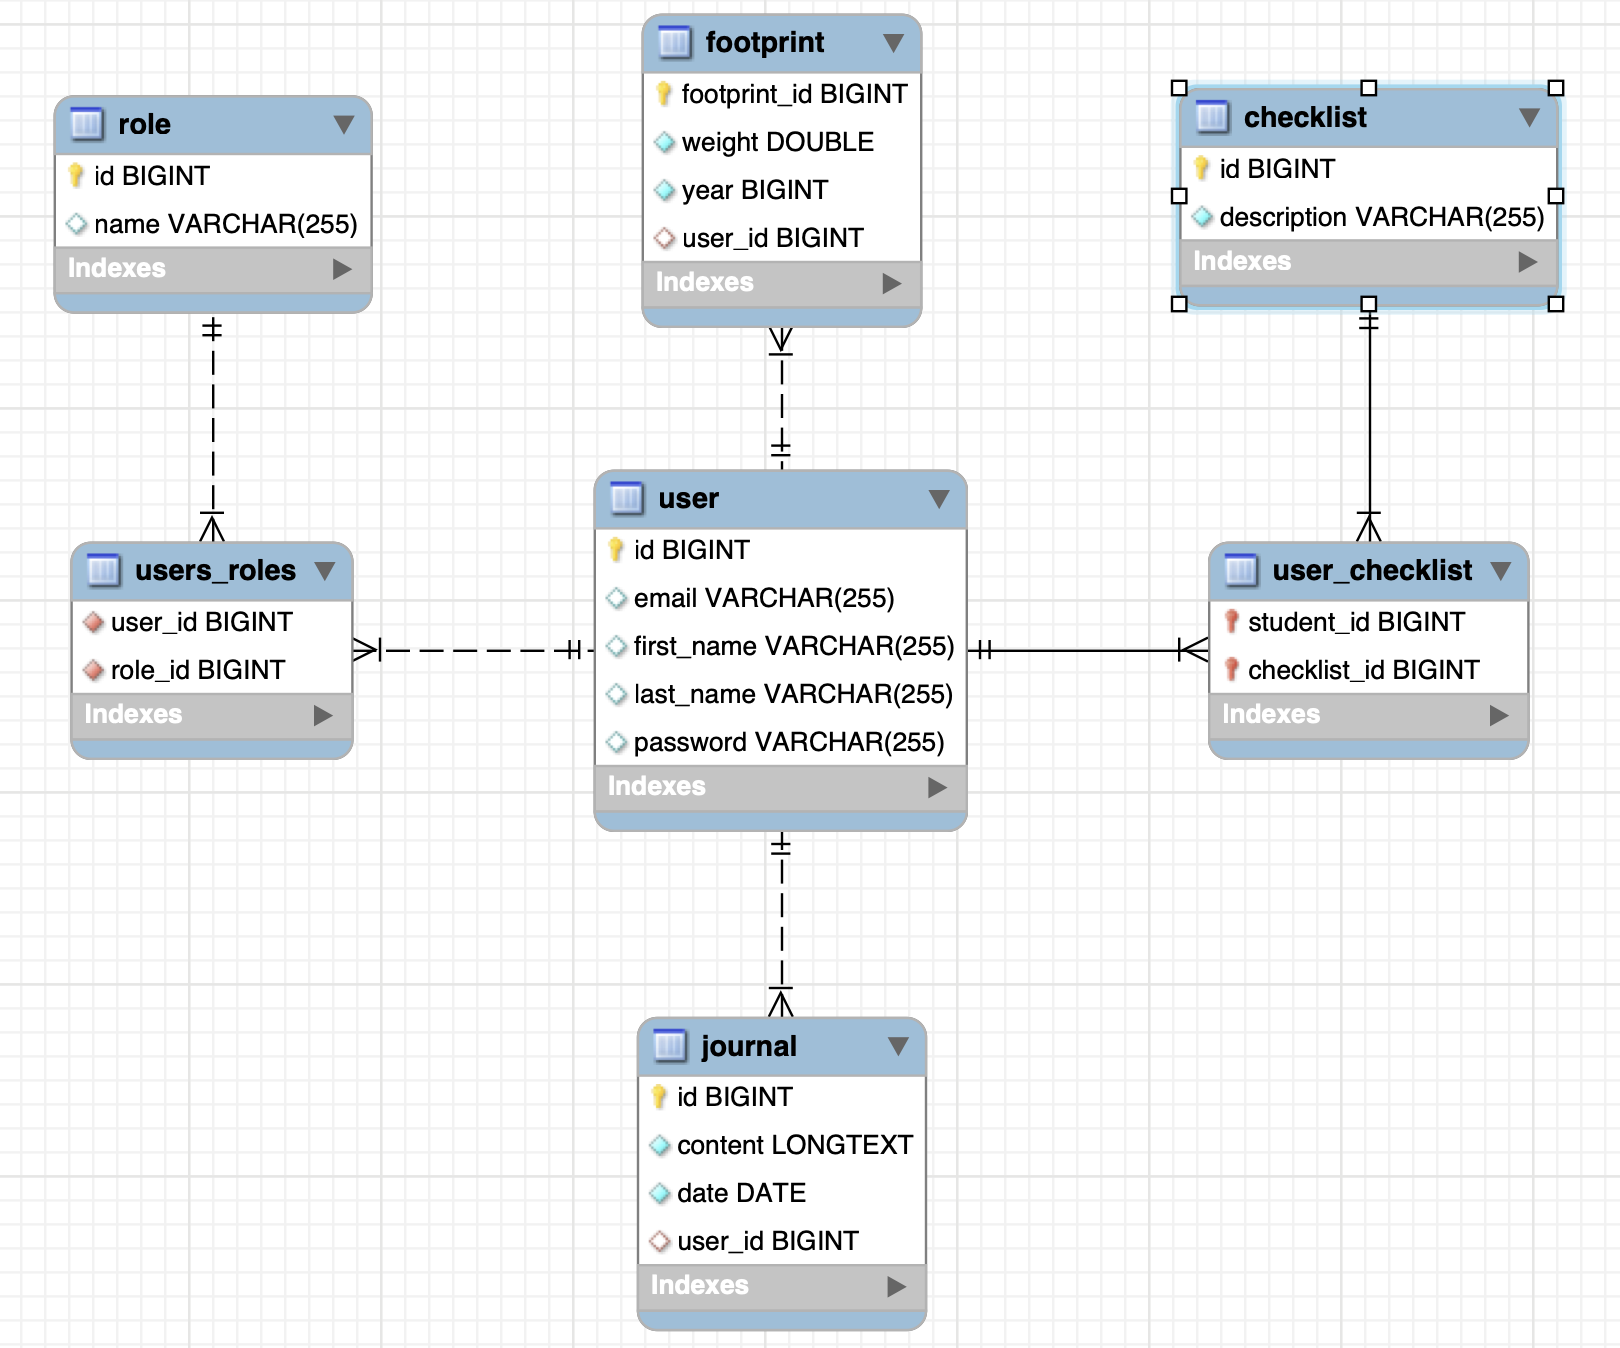 footprint
footprint_id BIGINT
weight DOUBLE
year BIGINT
user_id BIGINT
Indexes
role
id BIGINT
name VARCHAR(255)
Indexes
checklist
id BIGINT
description VARCHAR(255)
Indexes
users_roles
user_id BIGINT
role_id BIGINT
Indexes
user
id BIGINT
email VARCHAR(255)
first_name VARCHAR(255)
last_name VARCHAR(255)
password VARCHAR(255)
Indexes
user_checklist
student_id BIGINT
checklist_id BIGINT
Indexes
journal
id BIGINT
content LONGTEXT
date DATE
user_id BIGINT
Indexes